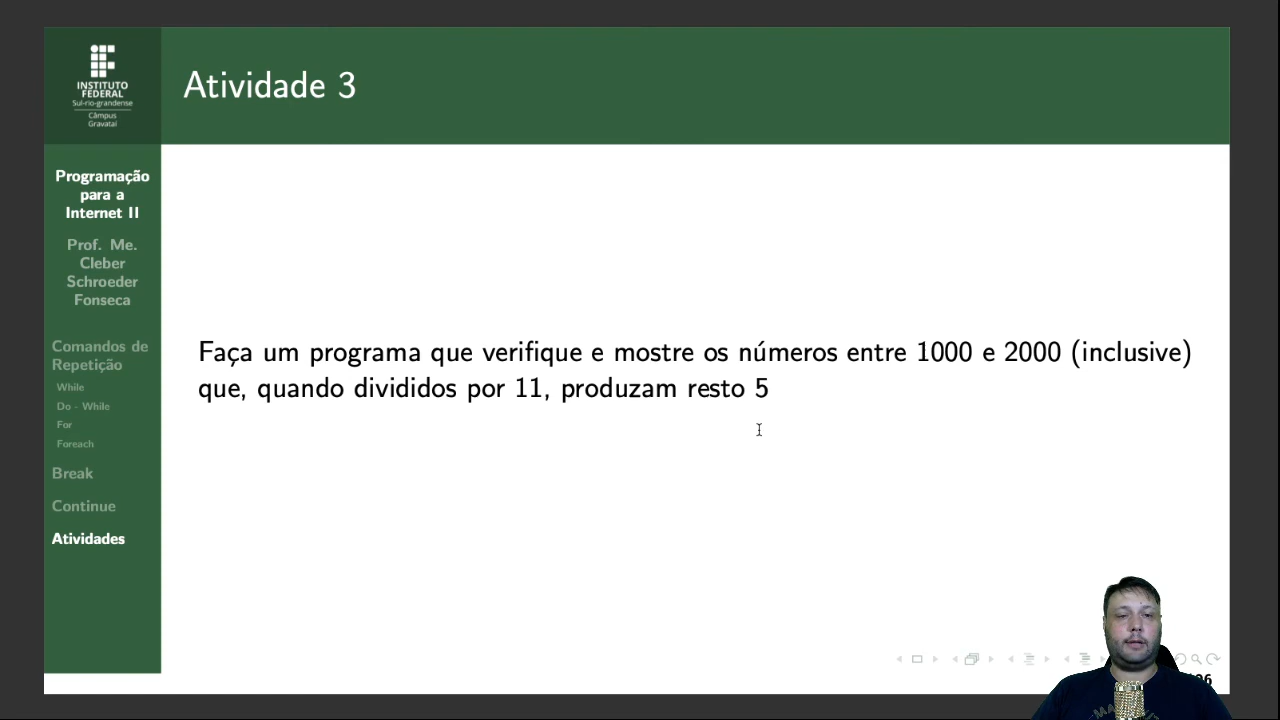 INSTITUTO
FEDERAL
Sul-rio-grandense
Câmpus
Gravataí
Atividade 3
Programação
para a
Internet II
Prof. Me.
Cleber
Schroeder
Fonseca
Comandos de
Repetição
While
Do - While
For
Foreach
Break
Continue
Atividades
Faça um programa que verifique e mostre os números entre 1000 e 2000 (inclusive)
que, quando divididos por 11, produzam resto 5